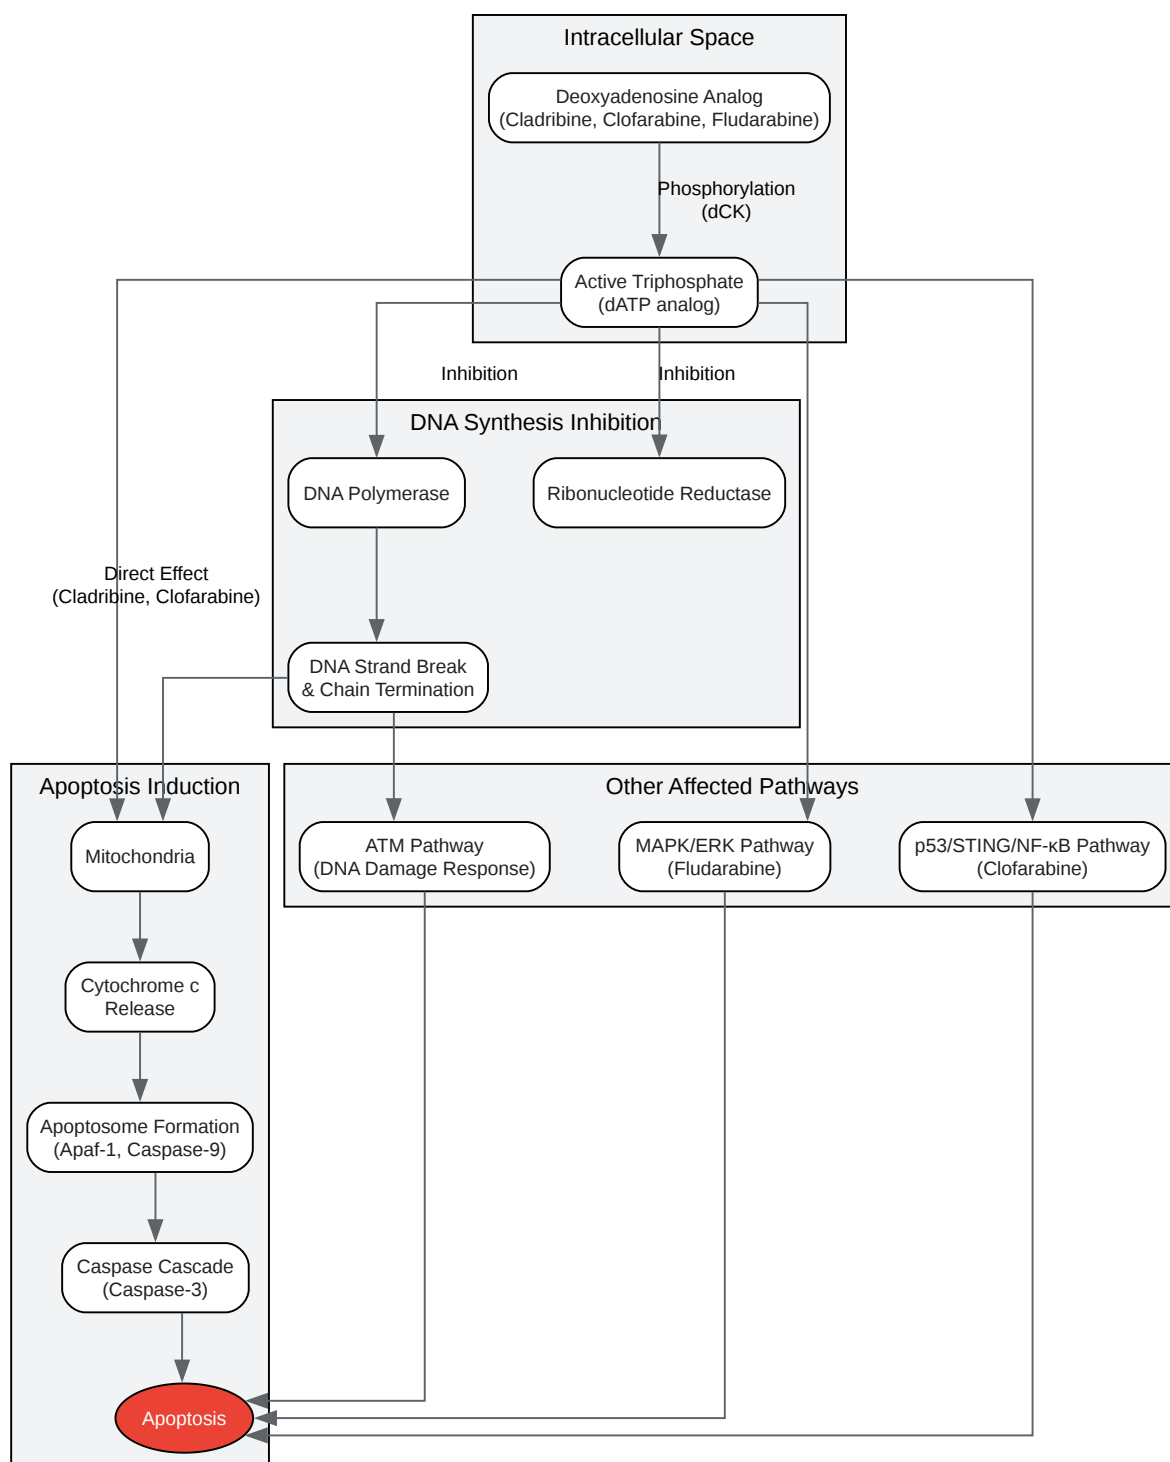 Intracellular Space
Deoxyadenosine Analog
(Cladribine, Clofarabine, Fludarabine)
Phosphorylation
(dCK)
Active Triphosphate
(dATP analog)
Inhibition
Inhibition
DNA Synthesis Inhibition
DNA Polymerase
Ribonucleotide Reductase
Direct Effect
(Cladribine, Clofarabine)
DNA Strand Break
& Chain Termination
Apoptosis Induction
Other Affected Pathways
Mitochondria
ATM Pathway
(DNA Damage Response)
MAPK/ERK Pathway
(Fludarabine)
p53/STING/NF-κB Pathway
(Clofarabine)
Cytochrome c
Release
Apoptosome Formation
(Apaf-1, Caspase-9)
Caspase Cascade
(Caspase-3)
Apoptosis